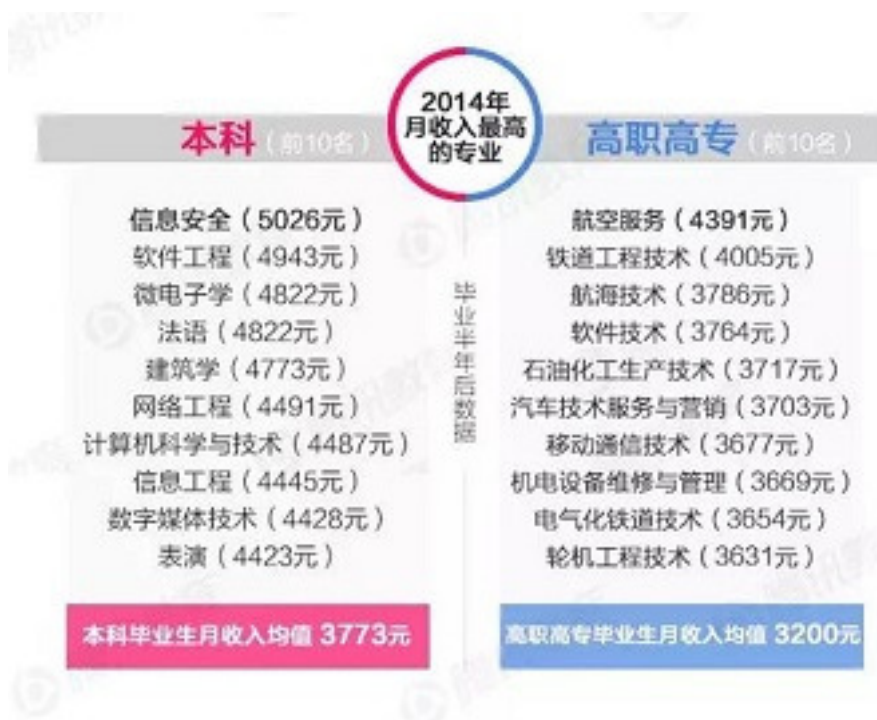 2014年
月收入最高
的专业
本科（前10名）
信息安全（5026元）
软件工程（4943元）
微电子学（4822元）
法语（4822元）
建筑学（4773元）
网络工程（4491元）
计算机科学与技术（4487元）
信息工程（4445元）
数字媒体技术（4428元）
表演（4423元）
本科毕业生月收入均值 3773元
毕业半年后数据
高职高专（前10名）
航空服务（4391元）
铁道工程技术（4005元）
航海技术（3786元）
软件技术（3764元）
石油化工生产技术（3717元）
汽车技术服务与营销（3703元）
移动通信技术（3677元）
机电设备维修与管理（3669元）
电气化铁道技术（3654元）
轮机工程技术（3631元）
高职高专毕业生月收入均值 3200元